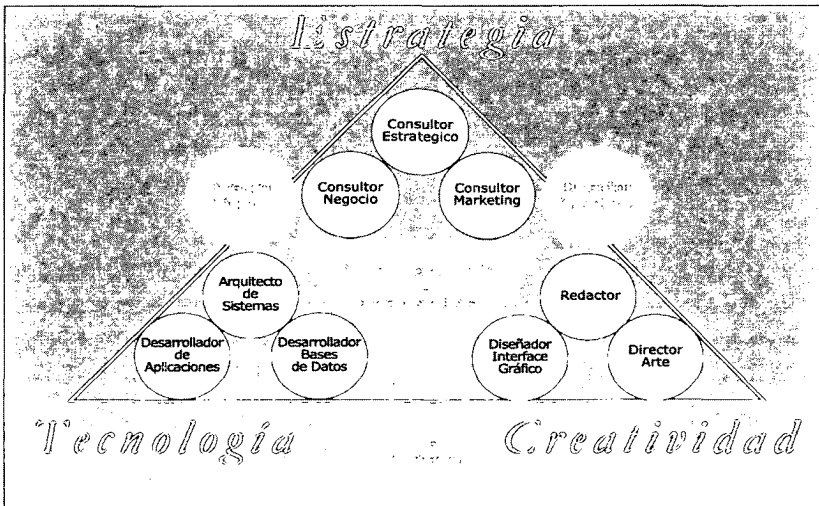 Estrategia
Consultor
Estrategico
Consultor
Negocio
Consultor
Marketing
Arquitecto
de
Sistemas
Redactor
Desarrollador
de
Aplicaciones
Desarrollador
Bases
de Datos
Diseñador
Interface
Gráfico
Director
Arte
Tecnología
Creatividad